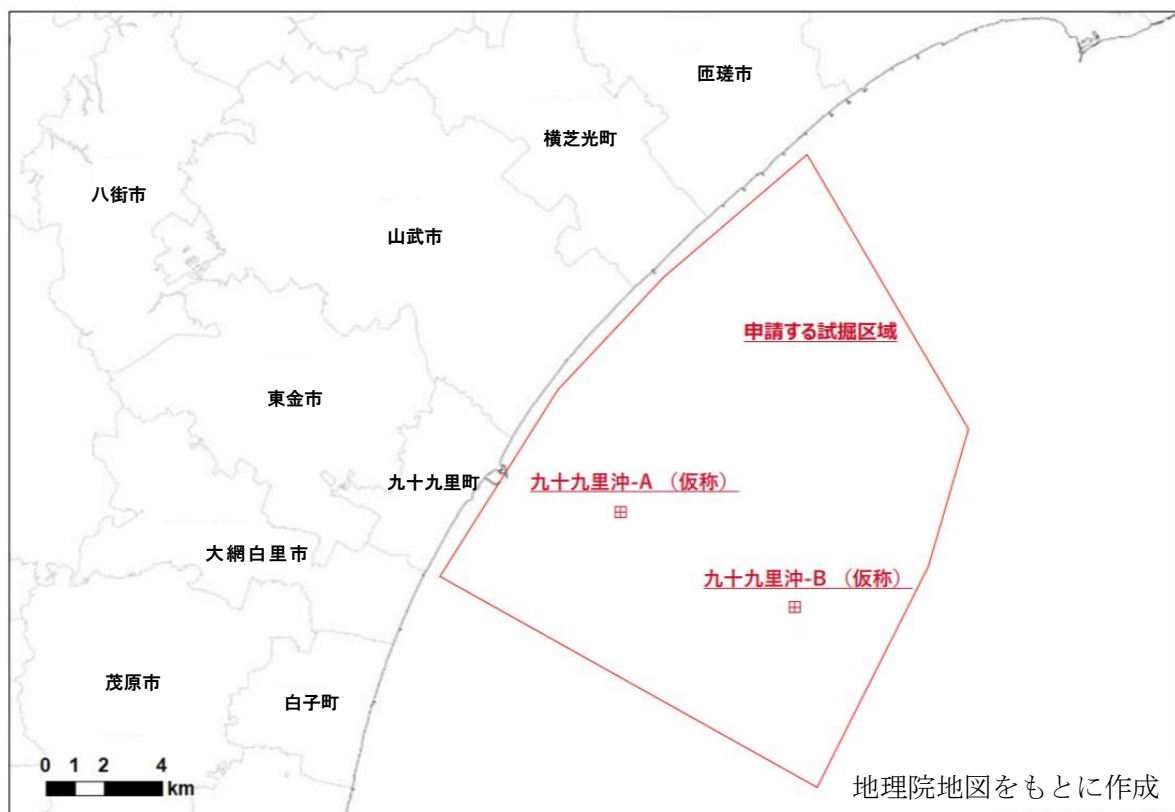 匝瑳市
横芝光町
八街市
山武市
申請する試掘区域
東金市
九十九里町
九十九里沖-A （仮称）
大網白里市
九十九里沖-B （仮称）
茂原市
白子町
0 1 2 4
km
地理院地図をもとに作成